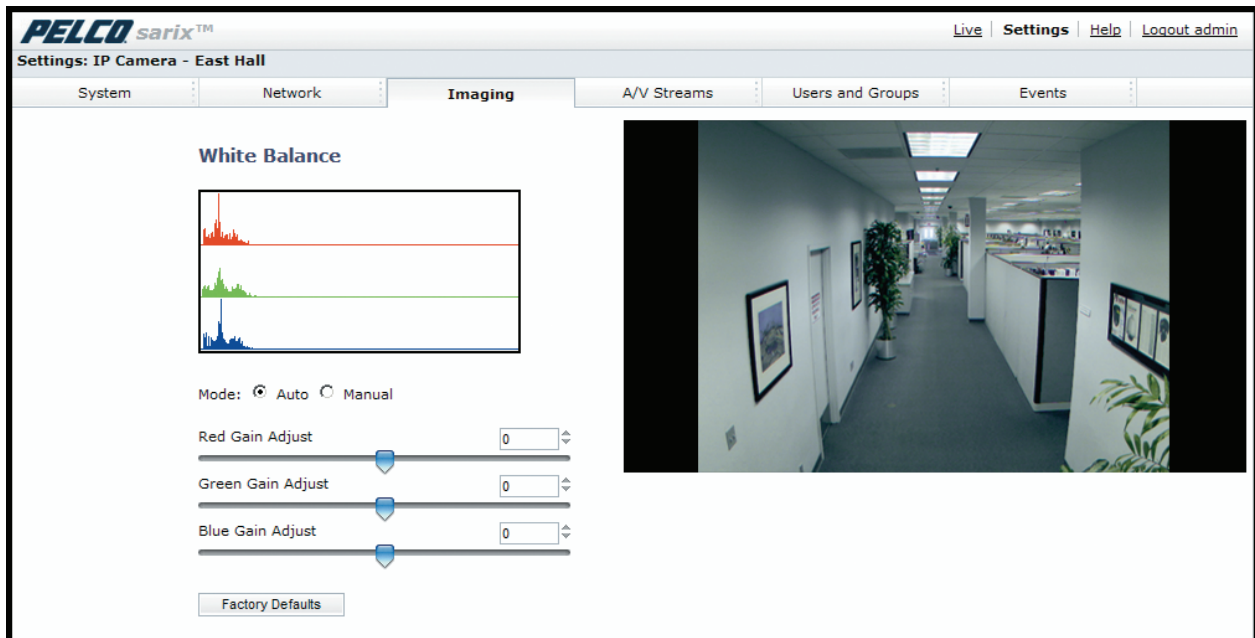 PELCO sarix™
Live | Settings | Help | Logout admin
Settings: IP Camera - East Hall
System
Network
Imaging
A/V Streams
Users and Groups
Events
White Balance
Mode: Auto Manual
Red Gain Adjust 0
Green Gain Adjust 0
Blue Gain Adjust 0
Factory Defaults